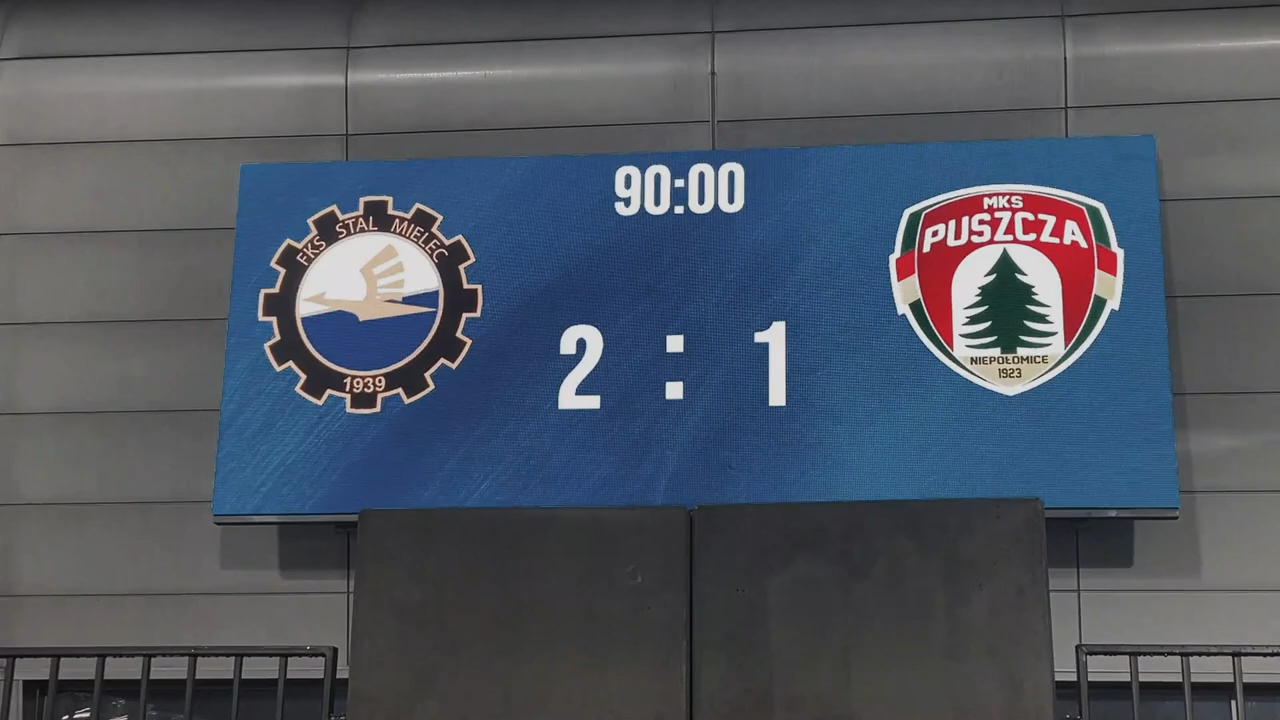 90:00
FKS STAL MIELEC
1939
2 : 1
MKS
PUSZCZA
NIEPOŁOMICE
1923